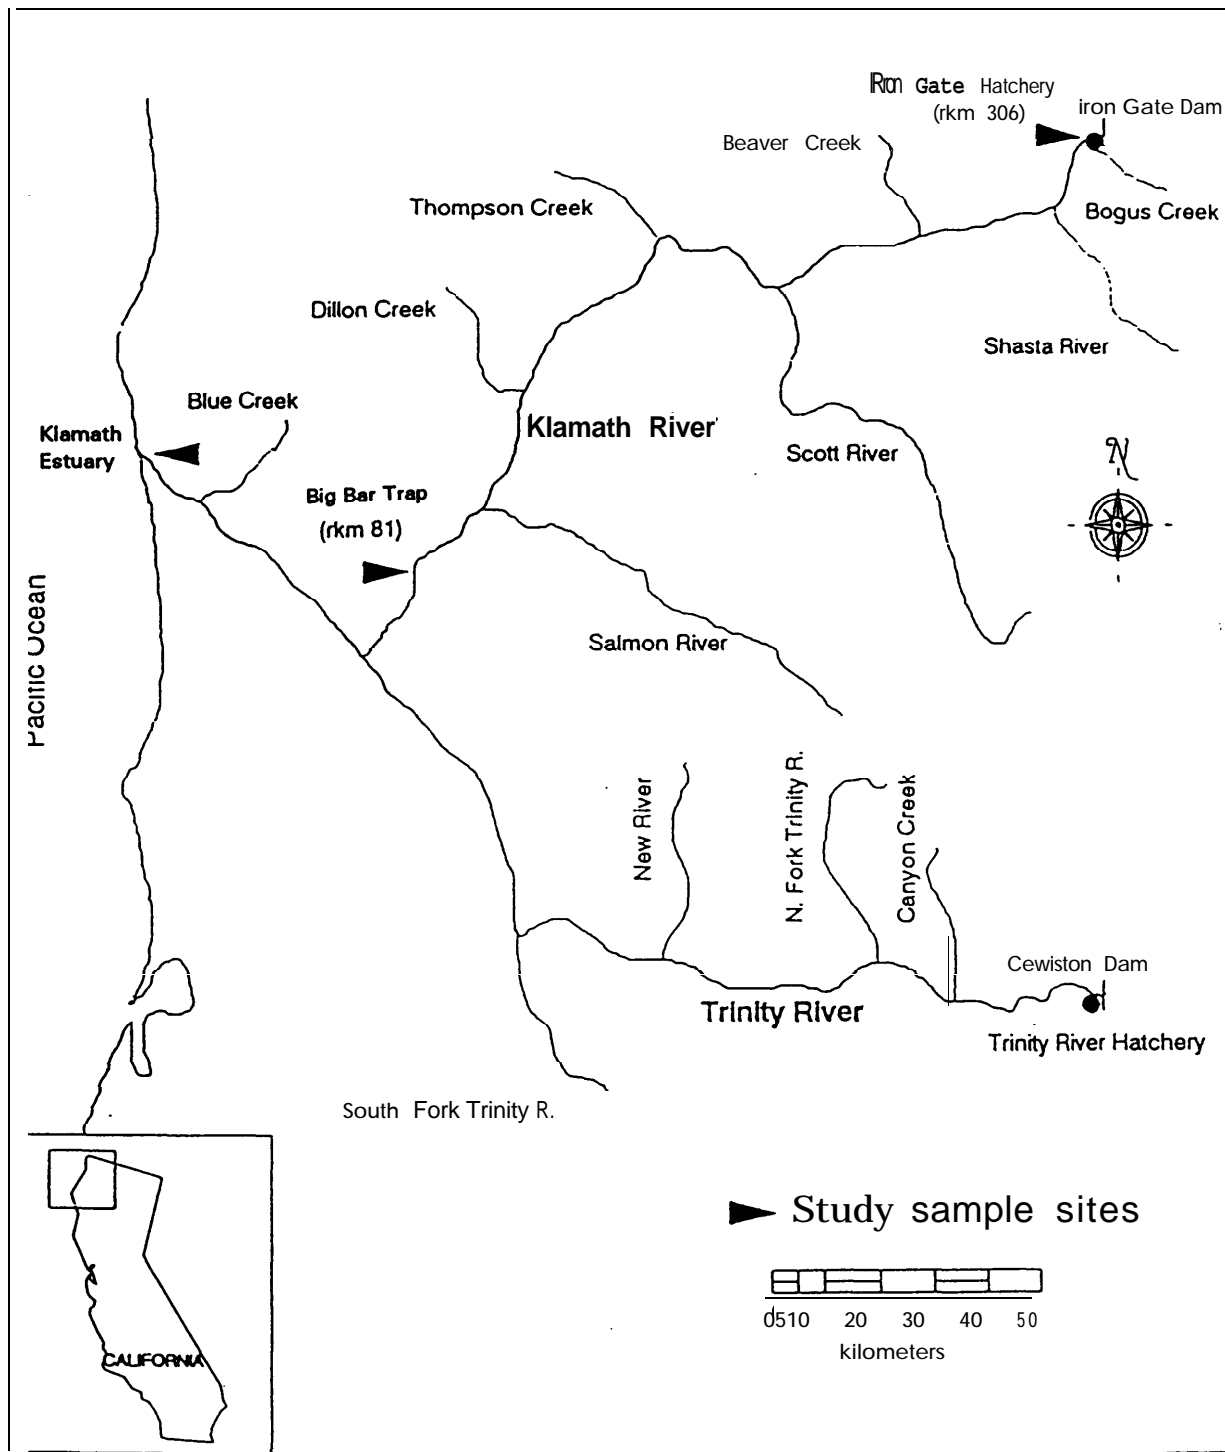 Iron Gate Hatchery
(rkm 306)
iron Gate Dam
Beaver Creek
Thompson Creek
Bogus Creek
Dillon Creek
Shasta River
Blue Creek
Klamath River
Klamath
Estuary
Scott River
N
Big Bar Trap
(rkm 81)
Pacific Ocean
Salmon River
New River
N. Fork Trinity R.
Canyon Creek
Cewiston Dam
Trinity River
Trinity River Hatchery
South Fork Trinity R.
Study sample sites
0510 20 30 40 50
kilometers
CALIFORNIA